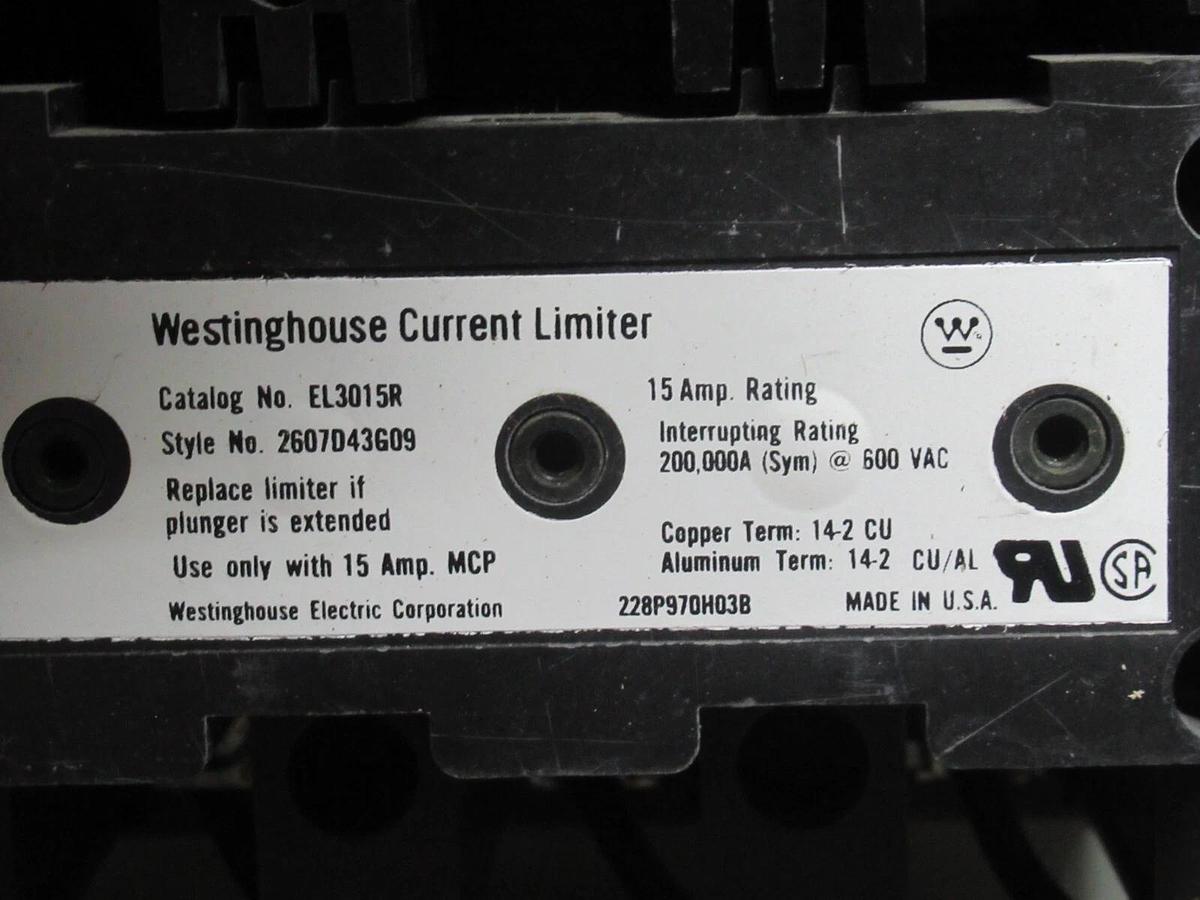 Westinghouse Current Limiter
W
Catalog No. EL3015R
Style No. 2607D43G09
Replace limiter if
plunger is extended
Use only with 15 Amp. MCP
Westinghouse Electric Corporation
15 Amp. Rating
Interrupting Rating
200,000A (Sym) @ 600 VAC
Copper Term: 14-2 CU
Aluminum Term: 14-2 CU/AL
228P970H03B
MADE IN U.S.A.
RU
SA